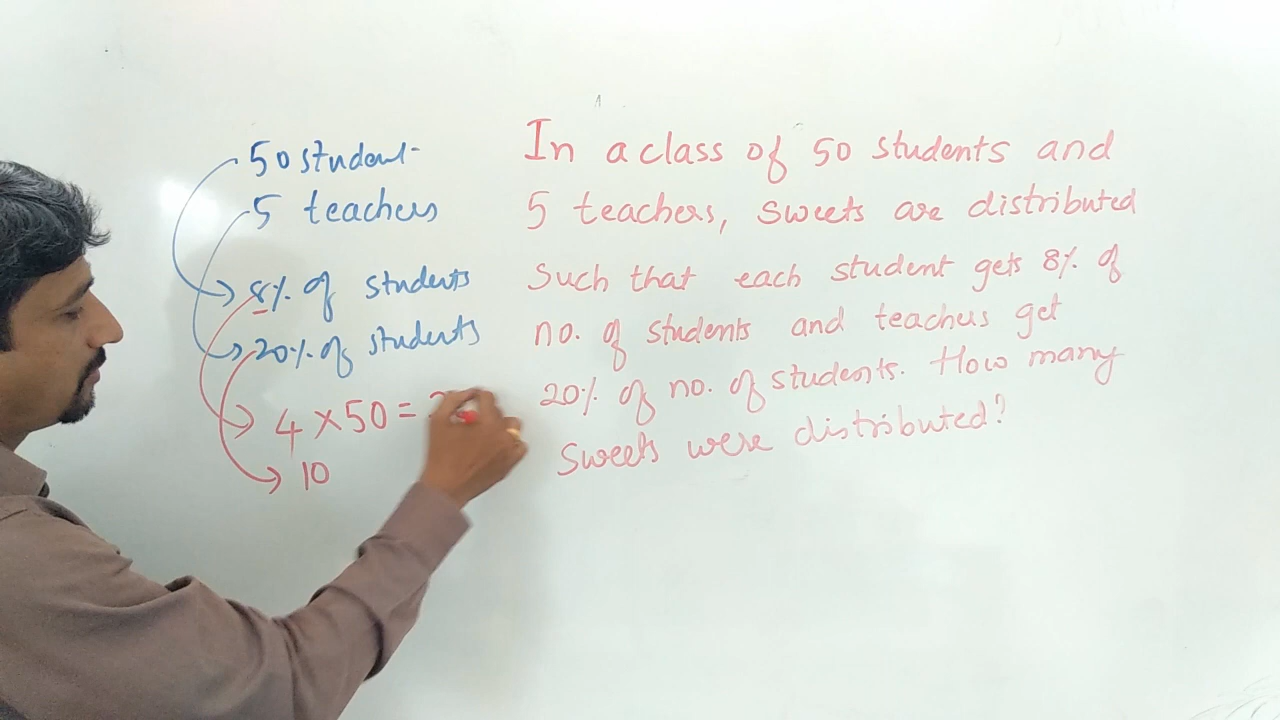 50 student
5 teachers
8% of students
20% of students
4 × 50 =
10
In a class of 50 students and
5 teachers, sweets are distributed
Such that each student gets 8% of
no. of students and teachers get
20% of no. of students. How many
Sweets were distributed?